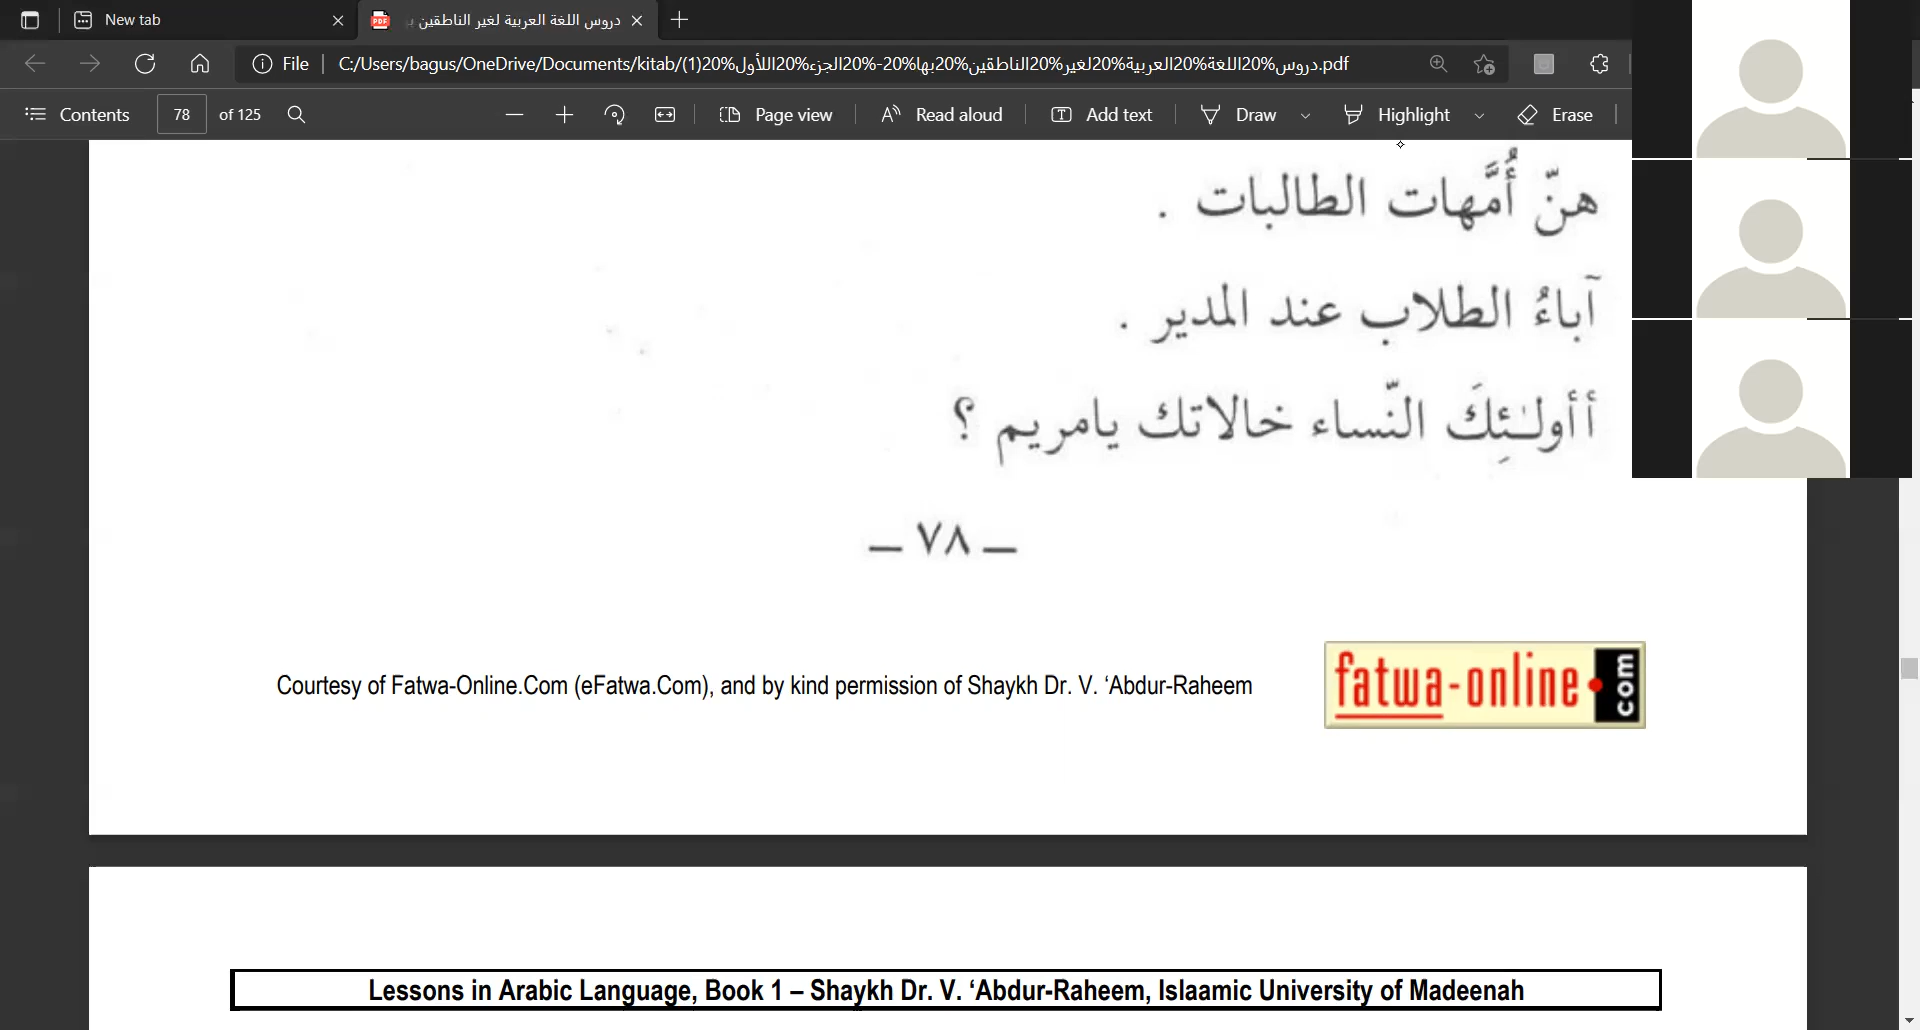 New tab
PDF دروس اللغة العربية لغير الناطقين ب
File C:/Users/bagus/OneDrive/Documents/kitab/(1)دروس%20اللغة%20العربية%20لغير%20الناطقين%20بها%20-%20الجزء%20اللأول%20.pdf
Contents 78 of 125 Page view Read aloud Add text Draw Highlight Erase
هنّ أُمَّهات الطالبات .
آباءُ الطلاب عند المدير .
أأولـٰئِكَ النّساء خالاتك يامريم ؟
– ٧٨ –
Courtesy of Fatwa-Online.Com (eFatwa.Com), and by kind permission of Shaykh Dr. V. ‘Abdur-Raheem
fatwa-online.com
Lessons in Arabic Language, Book 1 – Shaykh Dr. V. ‘Abdur-Raheem, Islaamic University of Madeenah